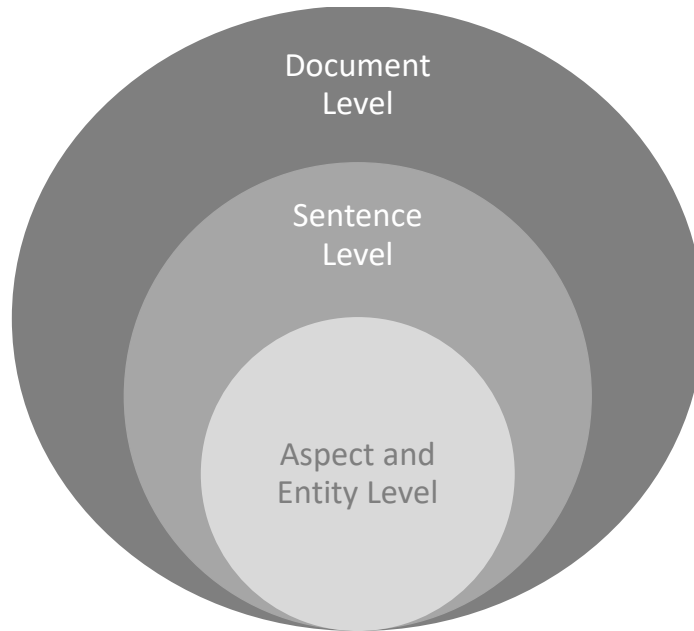 Document
Level
Sentence
Level
Aspect and
Entity Level